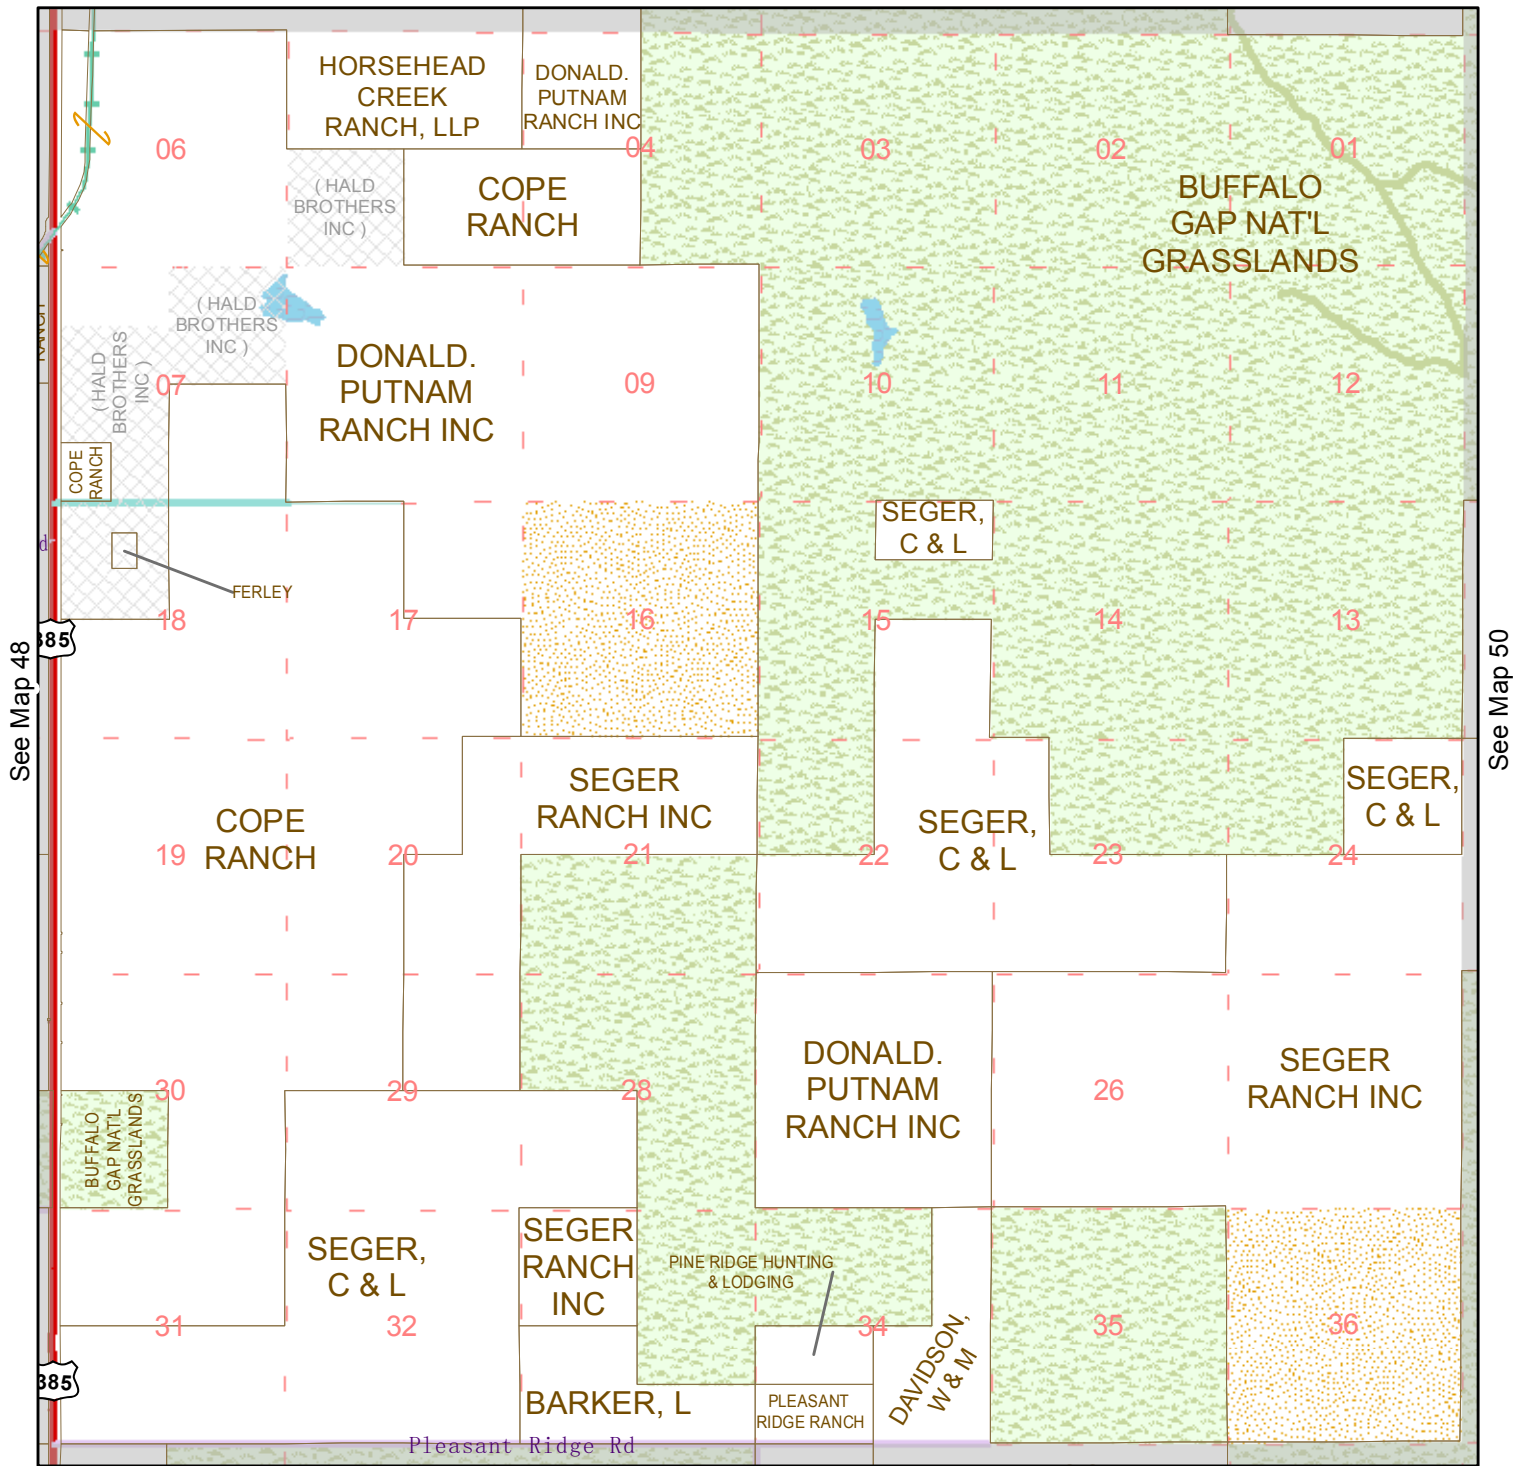 HORSEHEAD
CREEK
RANCH, LLP
DONALD.
PUTNAM
RANCH INC
06
04
03
02
01
(HALD
BROTHERS
INC )
COPE
RANCH
BUFFALO
GAP NAT'L
GRASSLANDS
(HALD
BROTHERS
INC )
RANCH
(HALD
BROTHERS
INC )
07
DONALD.
PUTNAM
RANCH INC
09
10
11
12
COPE
RANCH
SEGER,
C & L
d
FERLEY
18
17
16
15
14
13
385
See Map 48
See Map 50
SEGER
RANCH INC
SEGER,
C & L
COPE
RANCH
SEGER,
C & L
19
20
21
22
23
24
DONALD.
PUTNAM
RANCH INC
SEGER
RANCH INC
30
29
28
26
BUFFALO
GAP NAT'L
GRASSLANDS
SEGER,
C & L
SEGER
RANCH
INC
PINE RIDGE HUNTING
& LODGING
31
32
34
35
36
DAVIDSON,
W & M
385
BARKER, L
PLEASANT
RIDGE RANCH
Pleasant Ridge Rd